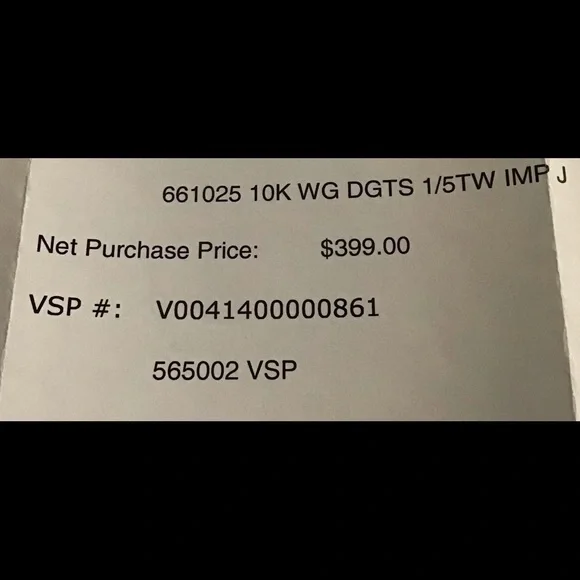 661025 10K WG DGTS 1/5TW IMP J
Net Purchase Price: $399.00
VSP #: V0041400000861
565002 VSP